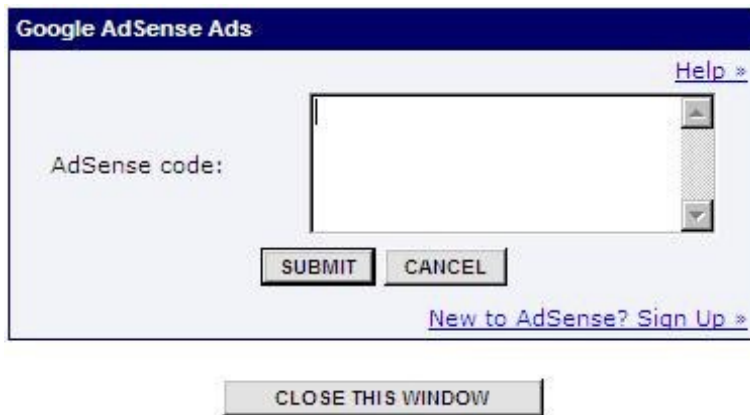 Google AdSense Ads
Help »
AdSense code:
SUBMIT CANCEL
New to AdSense? Sign Up »
CLOSE THIS WINDOW